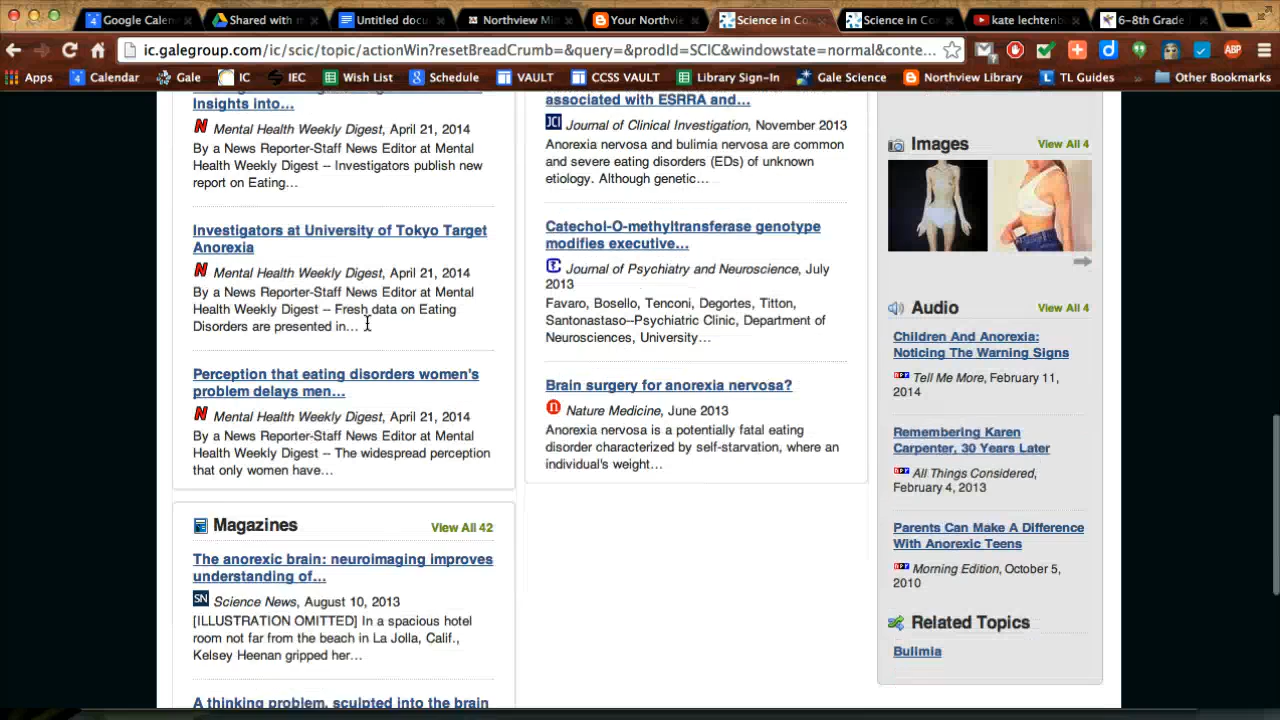 Google Calen
Shared with m
Untitled docu
Northview Mi
Your Northvie
Science in Co
Science in Co
kate lechtenb
6–8th Grade
ic.galegroup.com/ic/scic/topic/actionWin?resetBreadCrumb=&query=&prodId=SCIC&windowstate=normal&conte...
Apps
Calendar
Gale
IC
IEC
Wish List
Schedule
VAULT
CCSS VAULT
Library Sign-In
Gale Science
Northview Library
TL Guides
Other Bookmarks
Insights into...
Mental Health Weekly Digest, April 21, 2014
By a News Reporter-Staff News Editor at Mental
Health Weekly Digest -- Investigators publish new
report on Eating...
Investigators at University of Tokyo Target
Anorexia
Mental Health Weekly Digest, April 21, 2014
By a News Reporter-Staff News Editor at Mental
Health Weekly Digest -- Fresh data on Eating
Disorders are presented in...
Perception that eating disorders women's
problem delays men...
Mental Health Weekly Digest, April 21, 2014
By a News Reporter-Staff News Editor at Mental
Health Weekly Digest -- The widespread perception
that only women have...
Magazines
View All 42
The anorexic brain: neuroimaging improves
understanding of...
SN Science News, August 10, 2013
[ILLUSTRATION OMITTED] In a spacious hotel
room not far from the beach in La Jolla, Calif.,
Kelsey Heenan gripped her...
A thinking problem, sculpted into the brain
associated with ESRRA and...
JCI Journal of Clinical Investigation, November 2013
Anorexia nervosa and bulimia nervosa are common
and severe eating disorders (EDs) of unknown
etiology. Although genetic...
Catechol-O-methyltransferase genotype
modifies executive...
Journal of Psychiatry and Neuroscience, July
2013
Favaro, Bosello, Tenconi, Degortes, Titton,
Santonastaso--Psychiatric Clinic, Department of
Neurosciences, University...
Brain surgery for anorexia nervosa?
Nature Medicine, June 2013
Anorexia nervosa is a potentially fatal eating
disorder characterized by self-starvation, where an
individual's weight...
Images
View All 4
Audio
View All 4
Children And Anorexia:
Noticing The Warning Signs
Tell Me More, February 11,
2014
Remembering Karen
Carpenter, 30 Years Later
All Things Considered,
February 4, 2013
Parents Can Make A Difference
With Anorexic Teens
Morning Edition, October 5,
2010
Related Topics
Bulimia